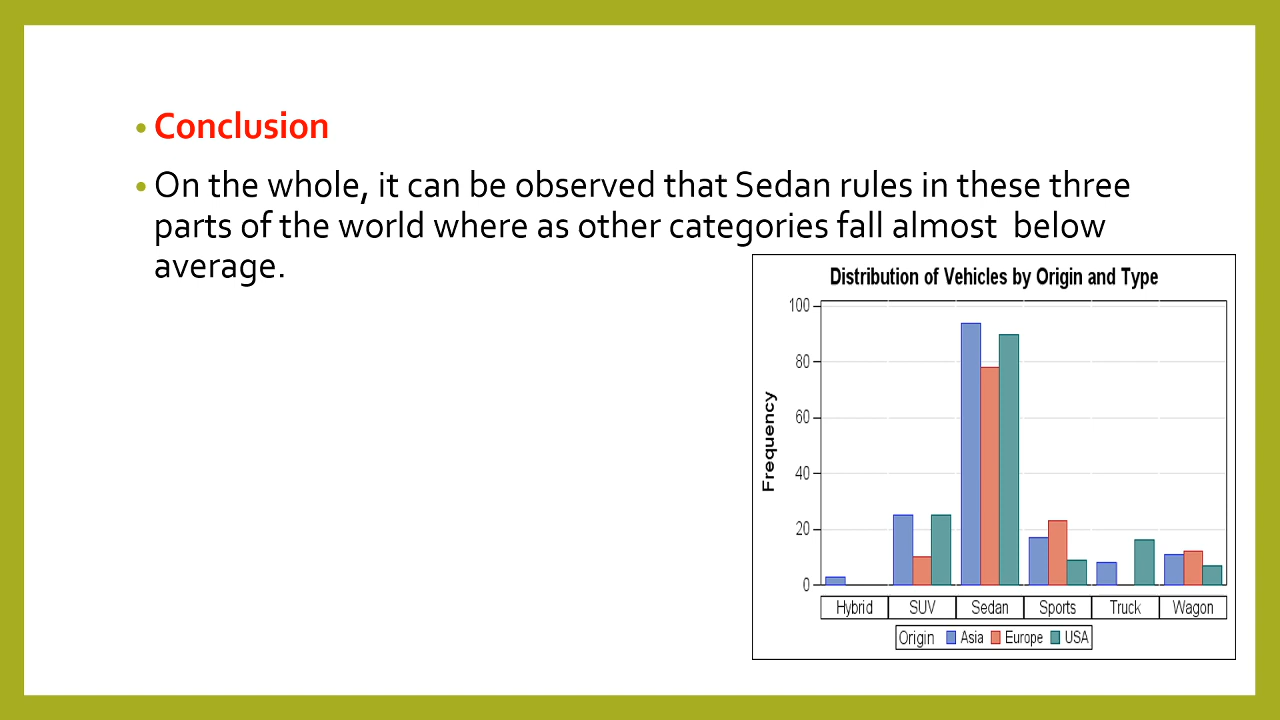 • Conclusion
• On the whole, it can be observed that Sedan rules in these three
parts of the world where as other categories fall almost  below
average.
Distribution of Vehicles by Origin and Type
100
80
60
40
20
0
Frequency
Hybrid SUV Sedan Sports Truck Wagon
Origin Asia Europe USA